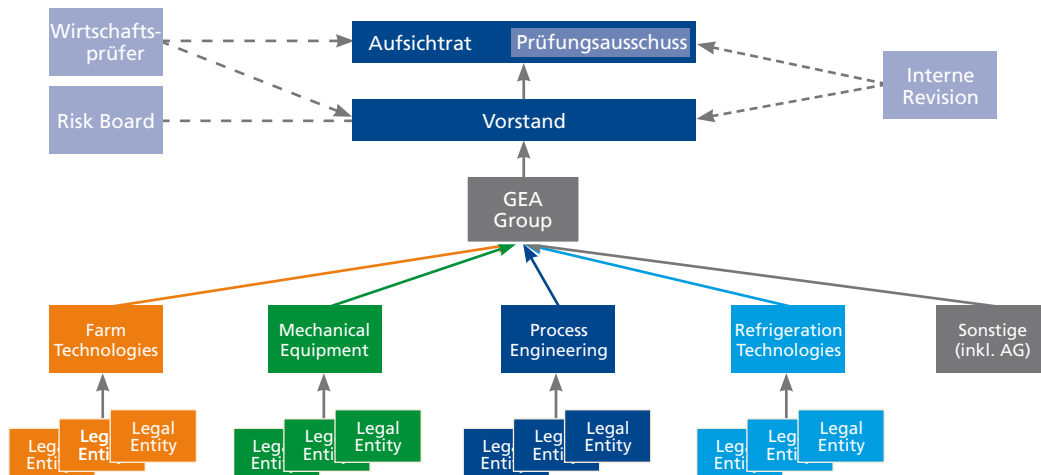 Wirtschafts-
prüfer
Aufsichtrat
Prüfungsausschuss
Interne
Revision
Risk Board
Vorstand
GEA
Group
Farm
Technologies
Mechanical
Equipment
Process
Engineering
Refrigeration
Technologies
Sonstige
(inkl. AG)
Legal
Entity
Legal
Entity
Legal
Entity
Legal
Entity